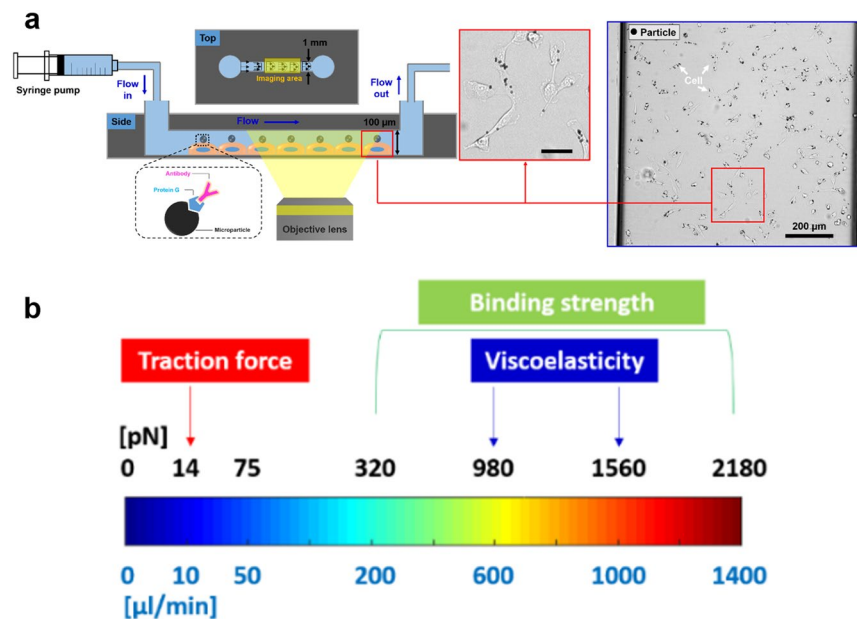 a
Top
1 mm
Imaging area
Syringe pump
Flow
in
Flow
out
Side
Flow
100 µm
Antibody
Protein G
Microparticle
Objective lens
Particle
Cell
200 µm
b
Binding strength
Traction force
Viscoelasticity
[pN]
0 14 75 320 980 1560 2180
0 10 50 200 600 1000 1400
[µl/min]